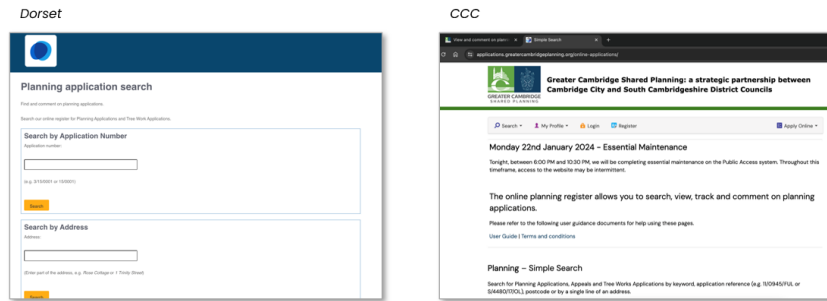 Dorset
Planning application search
Find and comment on planning applications.
Search our online register for Planning Applications and Tree Work Applications.
Search by Application Number
Application number:
(e.g. 3/15/0001 or 15/0001)
Search
Search by Address
Address:
(Enter part of the address, e.g. Rose Cottage or 1 Trinity Street)
Search
CCC
View and comment on plann
Simple Search
applications.greatercambridgeplanning.org/online-applications/
GREATER CAMBRIDGE
SHARED PLANNING
Greater Cambridge Shared Planning: a strategic partnership between
Cambridge City and South Cambridgeshire District Councils
Search
My Profile
Login
Register
Apply Online
Monday 22nd January 2024 – Essential Maintenance
Tonight, between 6:00 PM and 10:30 PM, we will be completing essential maintenance on the Public Access system. Throughout this
timeframe, access to the website may be intermittent.
The online planning register allows you to search, view, track and comment on planning
applications.
Please refer to the following user guidance documents for help using these pages.
User Guide | Terms and conditions
Planning – Simple Search
Search for Planning Applications, Appeals and Tree Works Applications by keyword, application reference (e.g. 11/0945/FUL or
S/4480/17/OL), postcode or by a single line of an address.